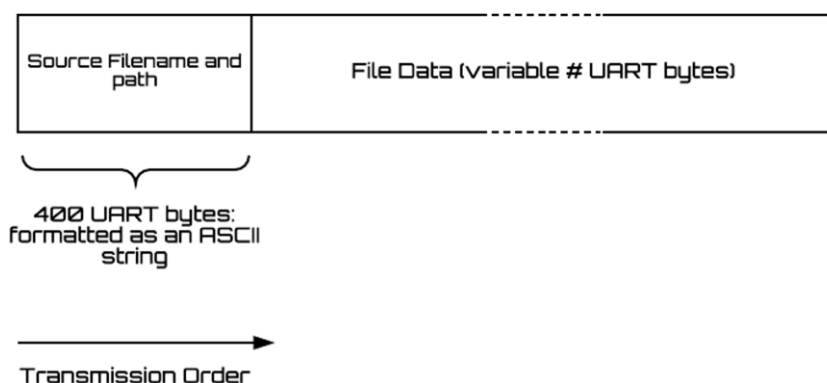 Source Filename and
path
File Data (variable # UART bytes)
400 UART bytes:
formatted as an ASCII
string
Transmission Order